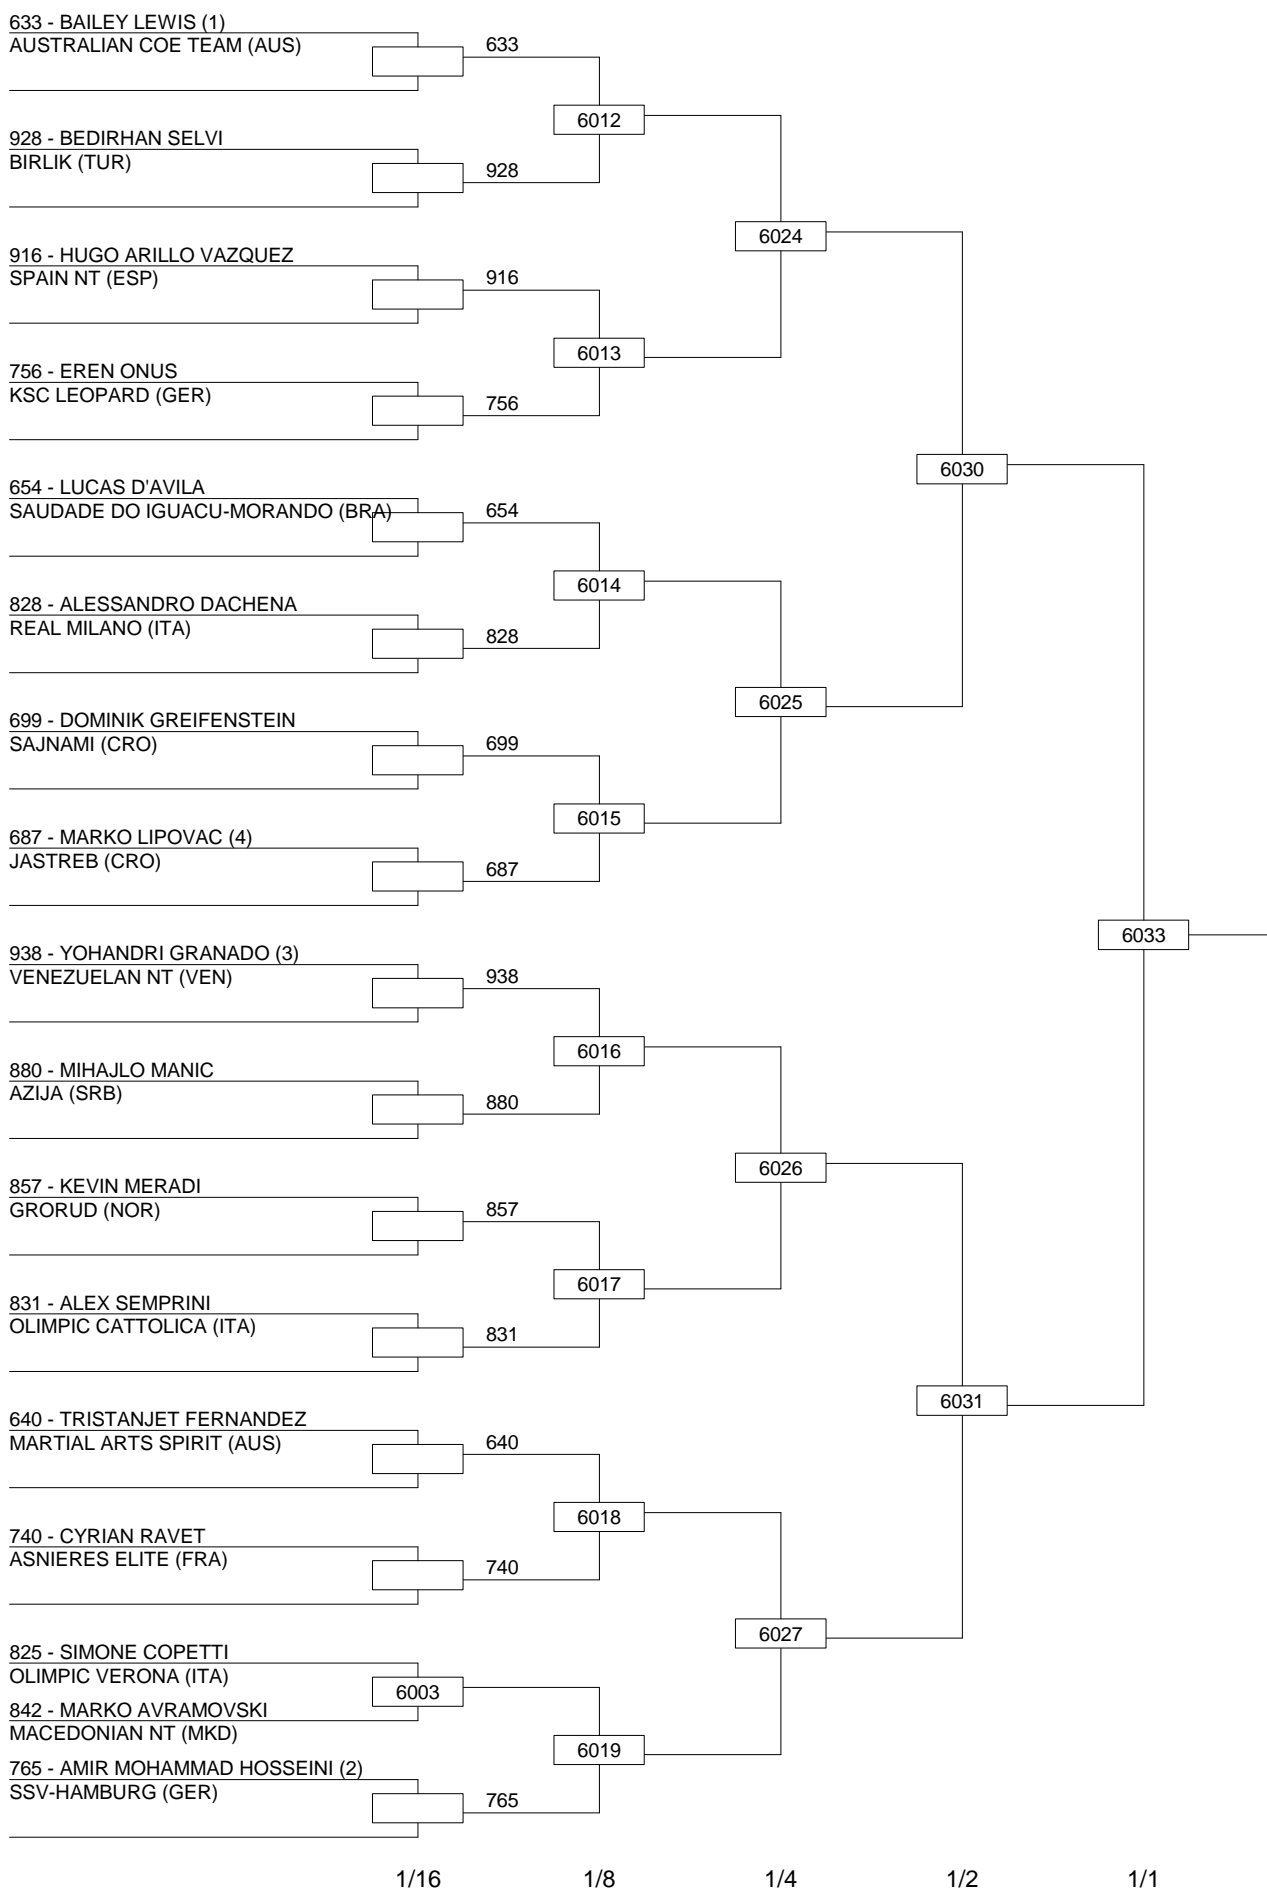 633 - BAILEY LEWIS (1)
AUSTRALIAN COE TEAM (AUS)
633
6012
928 - BEDIRHAN SELVI
BIRLIK (TUR)
928
6024
916 - HUGO ARILLO VAZQUEZ
SPAIN NT (ESP)
916
6013
756 - EREN ONUS
KSC LEOPARD (GER)
756
6030
654 - LUCAS D'AVILA
SAUDADE DO IGUACU-MORANDO (BRA)
654
6014
828 - ALESSANDRO DACHENA
REAL MILANO (ITA)
828
6025
699 - DOMINIK GREIFENSTEIN
SAJNAMI (CRO)
699
6015
687 - MARKO LIPOVAC (4)
JASTREB (CRO)
687
6033
938 - YOHANDRI GRANADO (3)
VENEZUELAN NT (VEN)
938
6016
880 - MIHAJLO MANIC
AZIJA (SRB)
880
6026
857 - KEVIN MERADI
GRORUD (NOR)
857
6017
831 - ALEX SEMPRINI
OLIMPIC CATTOLICA (ITA)
831
6031
640 - TRISTANJET FERNANDEZ
MARTIAL ARTS SPIRIT (AUS)
640
6018
740 - CYRIAN RAVET
ASNIERES ELITE (FRA)
740
6027
825 - SIMONE COPETTI
OLIMPIC VERONA (ITA)
6003
842 - MARKO AVRAMOVSKI
MACEDONIAN NT (MKD)
6019
765 - AMIR MOHAMMAD HOSSEINI (2)
SSV-HAMBURG (GER)
765
1/16 1/8 1/4 1/2 1/1